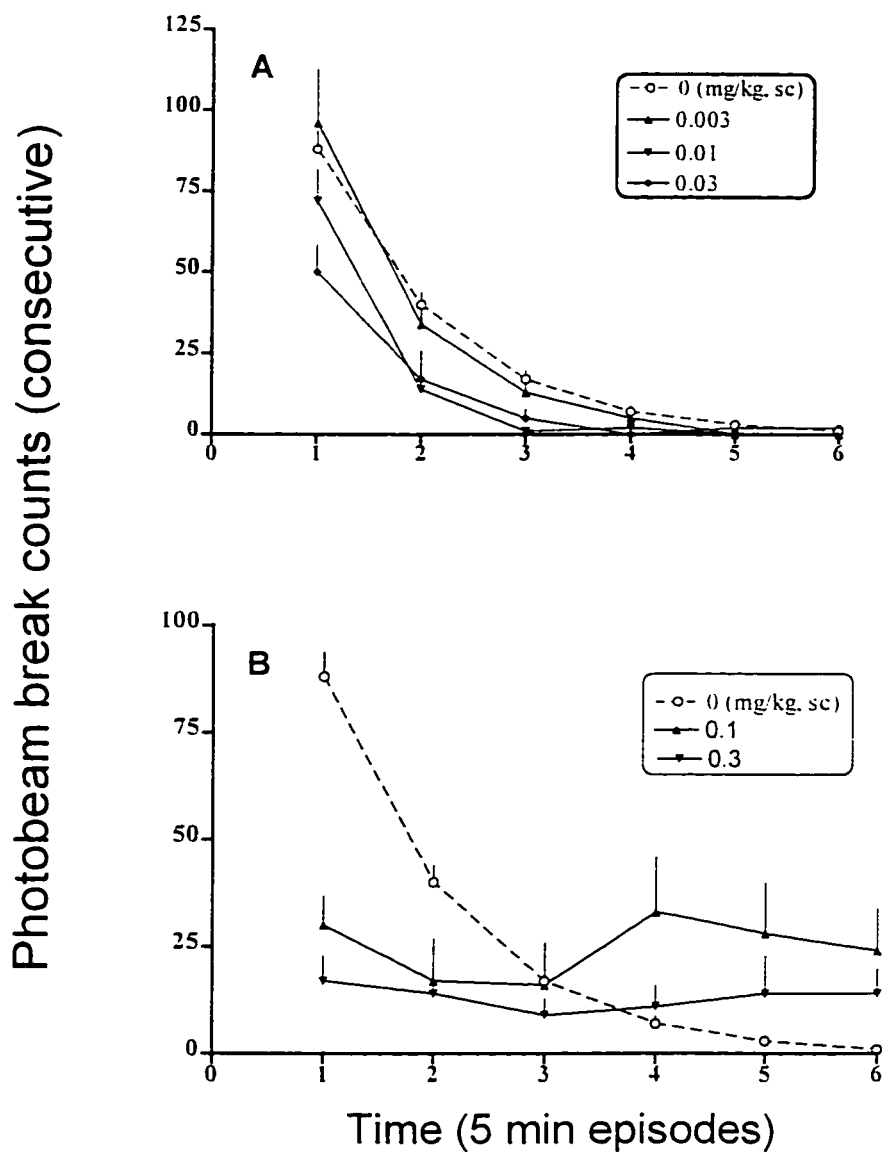 Photobeam break counts (consecutive)
A
125
100
75
50
25
0
0 1 2 3 4 5 6
0 (mg/kg, sc)
0.003
0.01
0.03
B
100
75
50
25
0
0 1 2 3 4 5 6
0 (mg/kg, sc)
0.1
0.3
Time (5 min episodes)